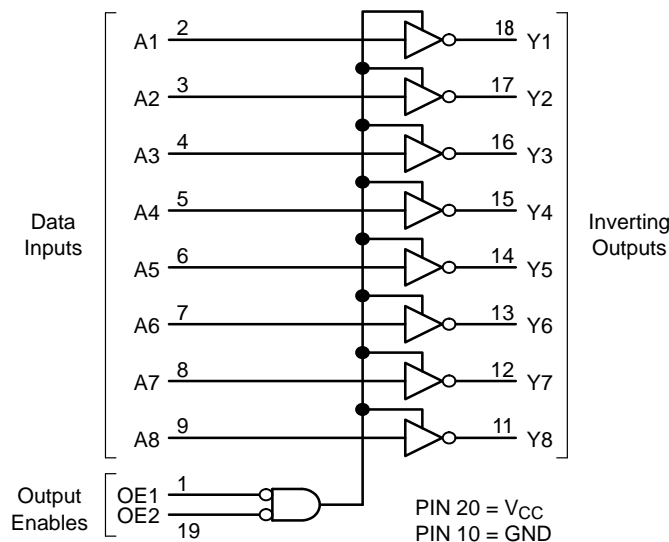 A1 2 18 Y1
A2 3 17 Y2
A3 4 16 Y3
A4 5 15 Y4
Data
Inputs
Inverting
Outputs
A5 6 14 Y5
A6 7 13 Y6
A7 8 12 Y7
A8 9 11 Y8
Output
Enables
OE1 1
OE2
19
PIN 20 = VCC
PIN 10 = GND